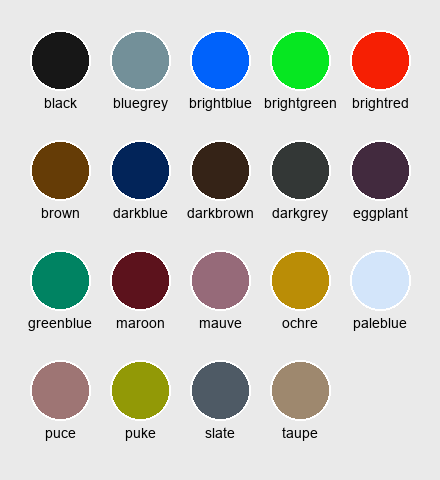 black bluegrey brightblue brightgreen brightred
brown darkblue darkbrown darkgrey eggplant
greenblue maroon mauve ochre paleblue
puce puke slate taupe